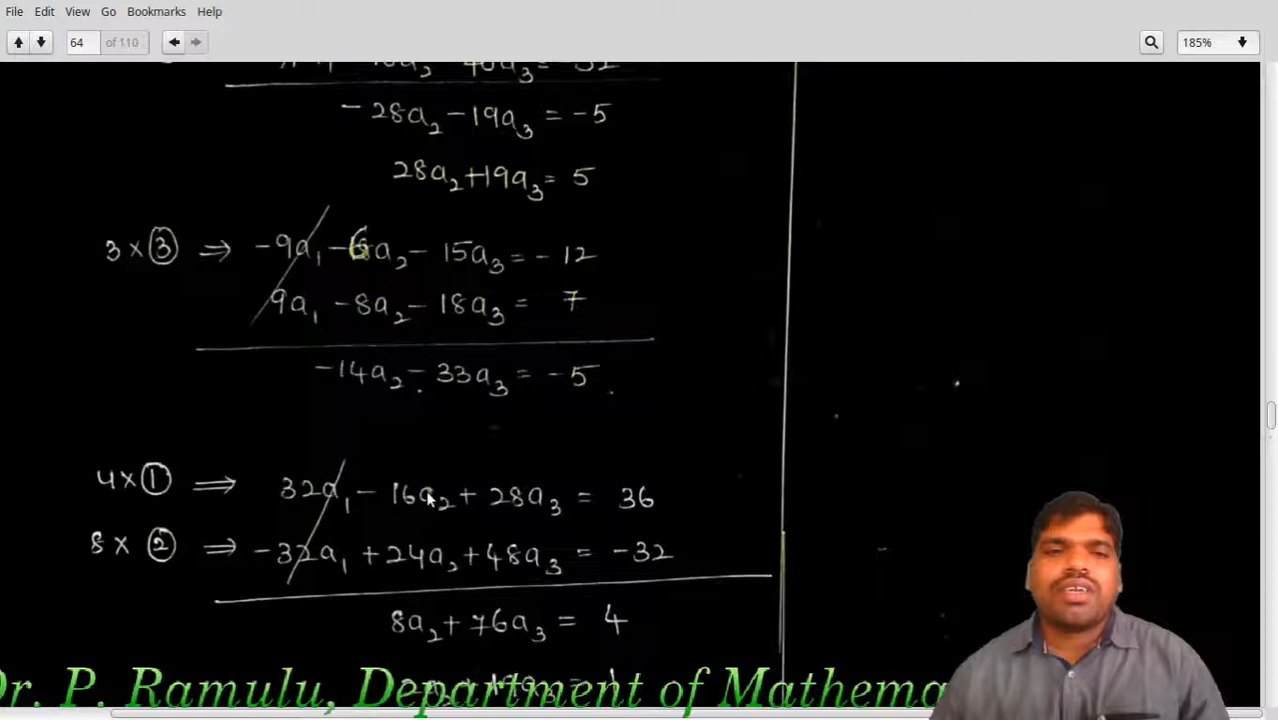 File Edit View Go Bookmarks Help
64 of 110 185%
-28a₂ - 19a₃ = -5
28a₂ + 19a₃ = 5
3 × ③ ⇒ -9a₁ - 6a₂ - 15a₃ = -12
9a₁ - 8a₂ - 18a₃ = 7
-14a₂ - 33a₃ = -5
4 × ① ⇒ 32a₁ - 16a₂ + 28a₃ = 36
8 × ② ⇒ -32a₁ + 24a₂ + 48a₃ = -32
8a₂ + 76a₃ = 4
Dr. P. Ramulu, Department of Mathema